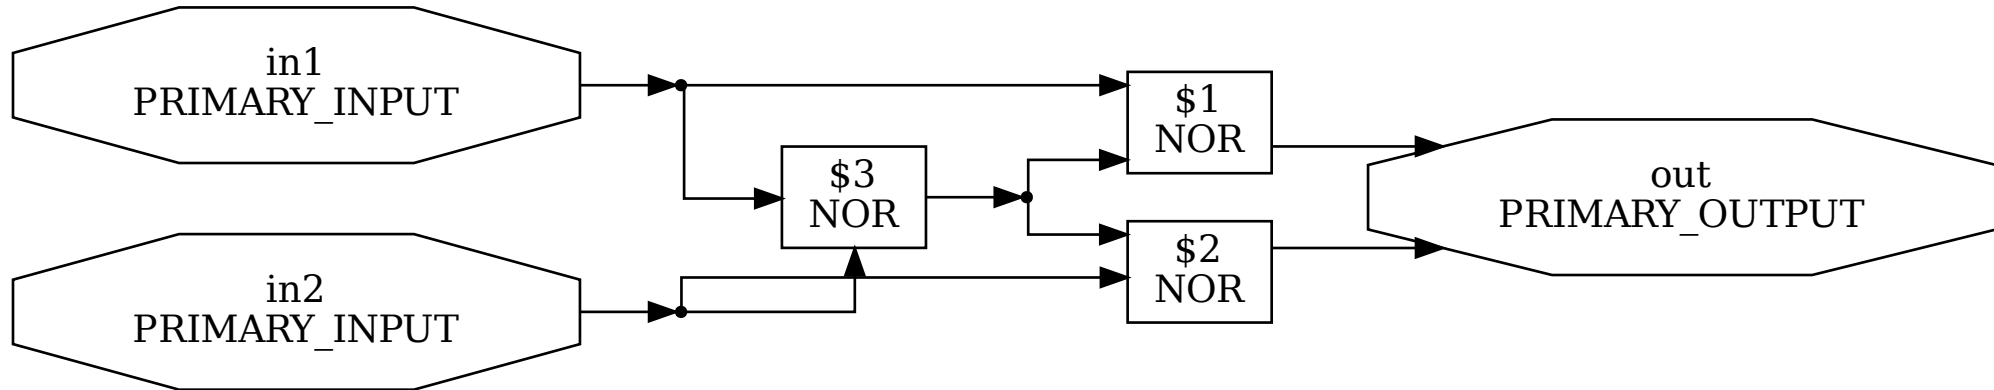 in1
PRIMARY_INPUT
$1
NOR
$3
NOR
out
PRIMARY_OUTPUT
$2
NOR
in2
PRIMARY_INPUT